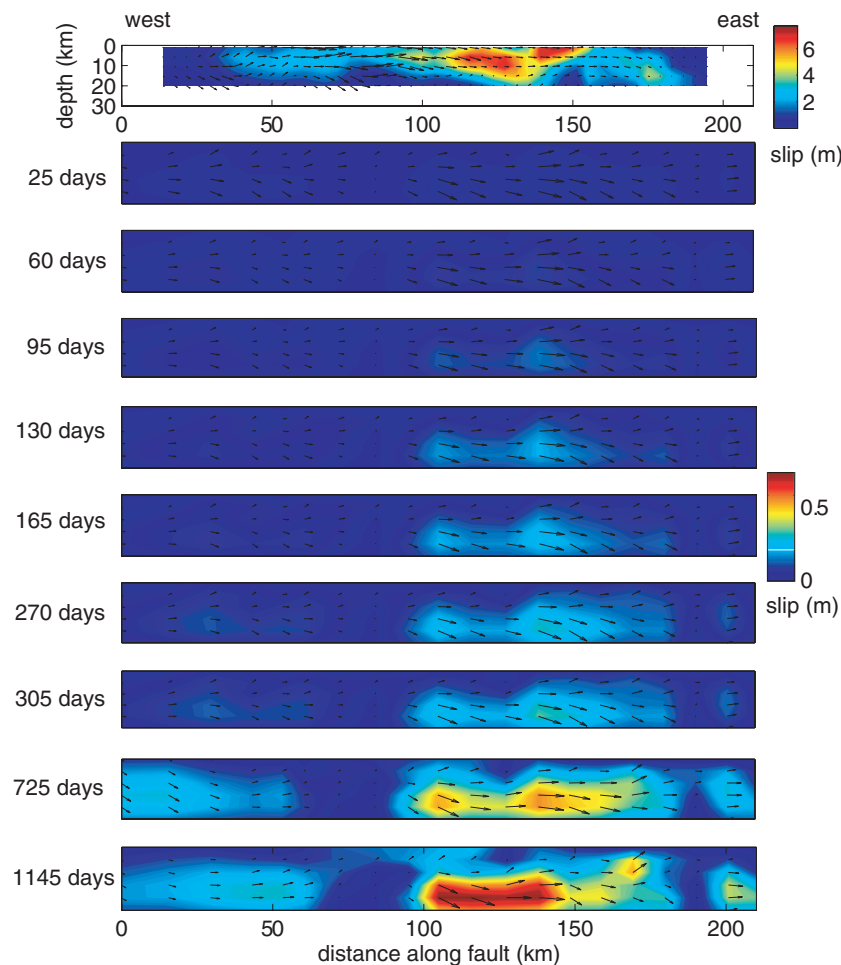 west east
depth (km)
0
10
20
30
0 50 100 150 200
6
4
2
slip (m)
25 days
60 days
95 days
130 days
165 days
0.5
0
slip (m)
270 days
305 days
725 days
1145 days
0 50 100 150 200
distance along fault (km)